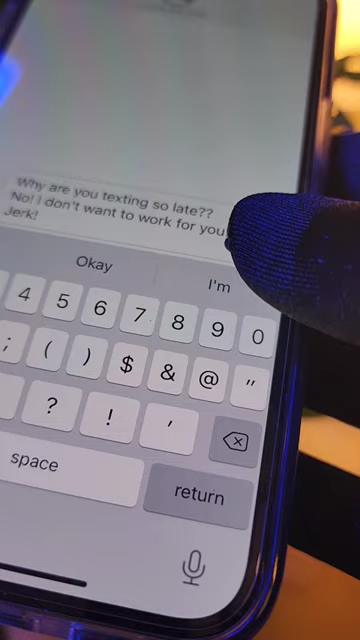 Why are you texting so late??
No! I don't want to work for you
Jerk!
Okay I'm
4 5 6 7 8 9 0
; ( ) $ & @ "
? ! '
space return